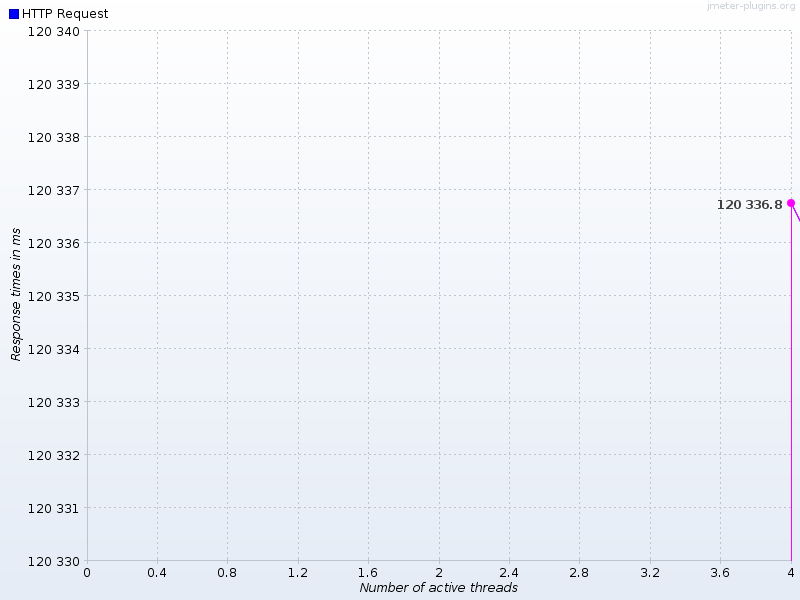 jmeter-plugins.org
HTTP Request
120 340
120 339
120 338
120 337
120 336.8
120 336
120 335
120 334
120 333
120 332
120 331
120 330
Response times in ms
0 0.4 0.8 1.2 1.6 2 2.4 2.8 3.2 3.6 4
Number of active threads